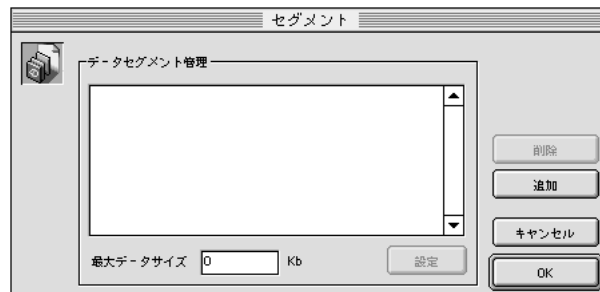 セグメント
データセグメント管理
削除
追加
キャンセル
最大データサイズ 0 Kb 設定
OK